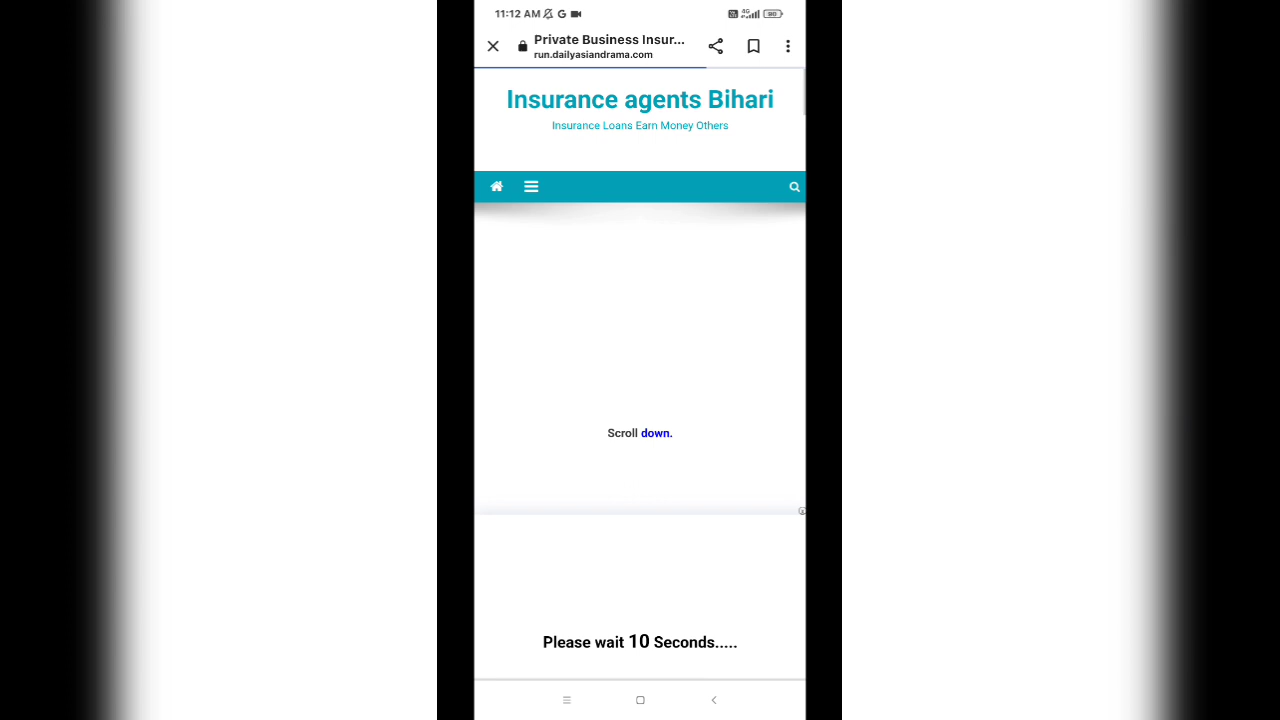 11:12 AM
Private Business Insur...
run.dailyasiandrama.com
Insurance agents Bihari
Insurance Loans Earn Money Others
Scroll down.
Please wait 10 Seconds.....